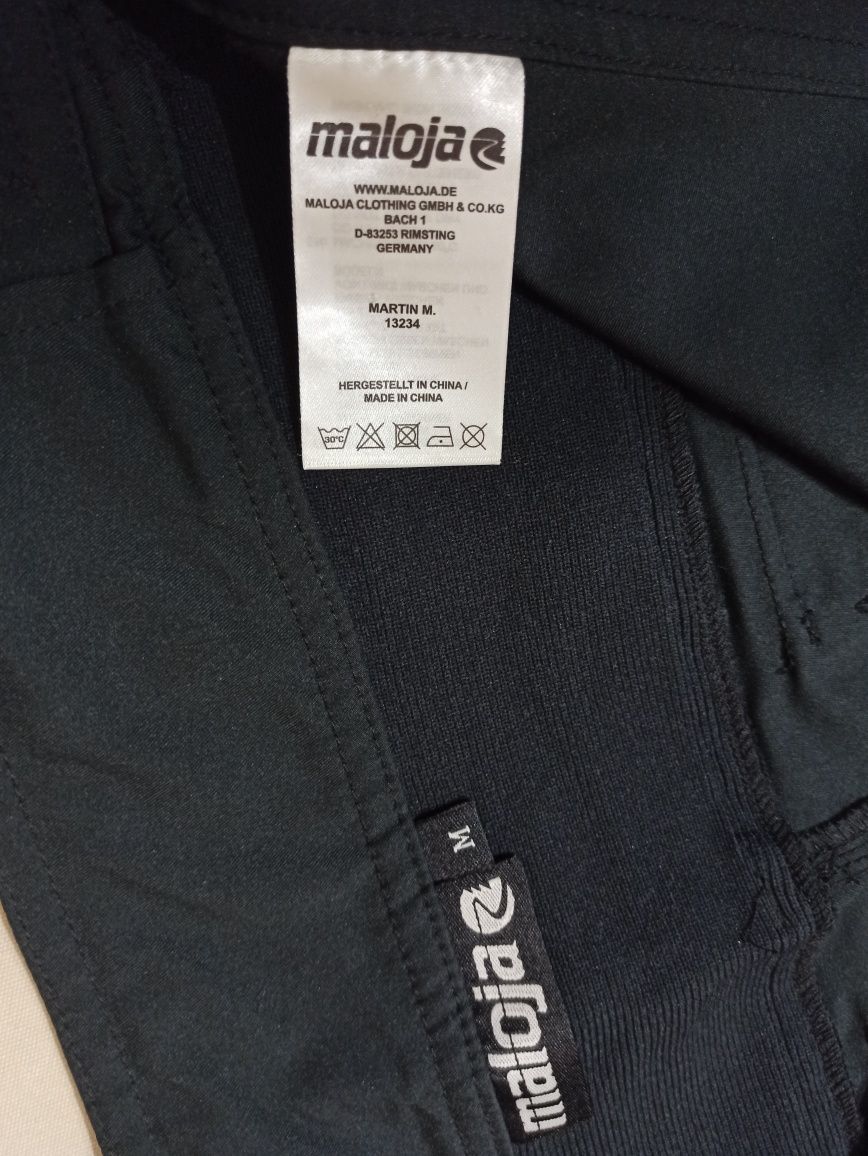 maloja
WWW.MALOJA.DE
MALOJA CLOTHING GMBH & CO.KG
BACH 1
D-83253 RIMSTING
GERMANY
MARTIN M.
13234
HERGESTELLT IN CHINA /
MADE IN CHINA
30°C
M
maloja